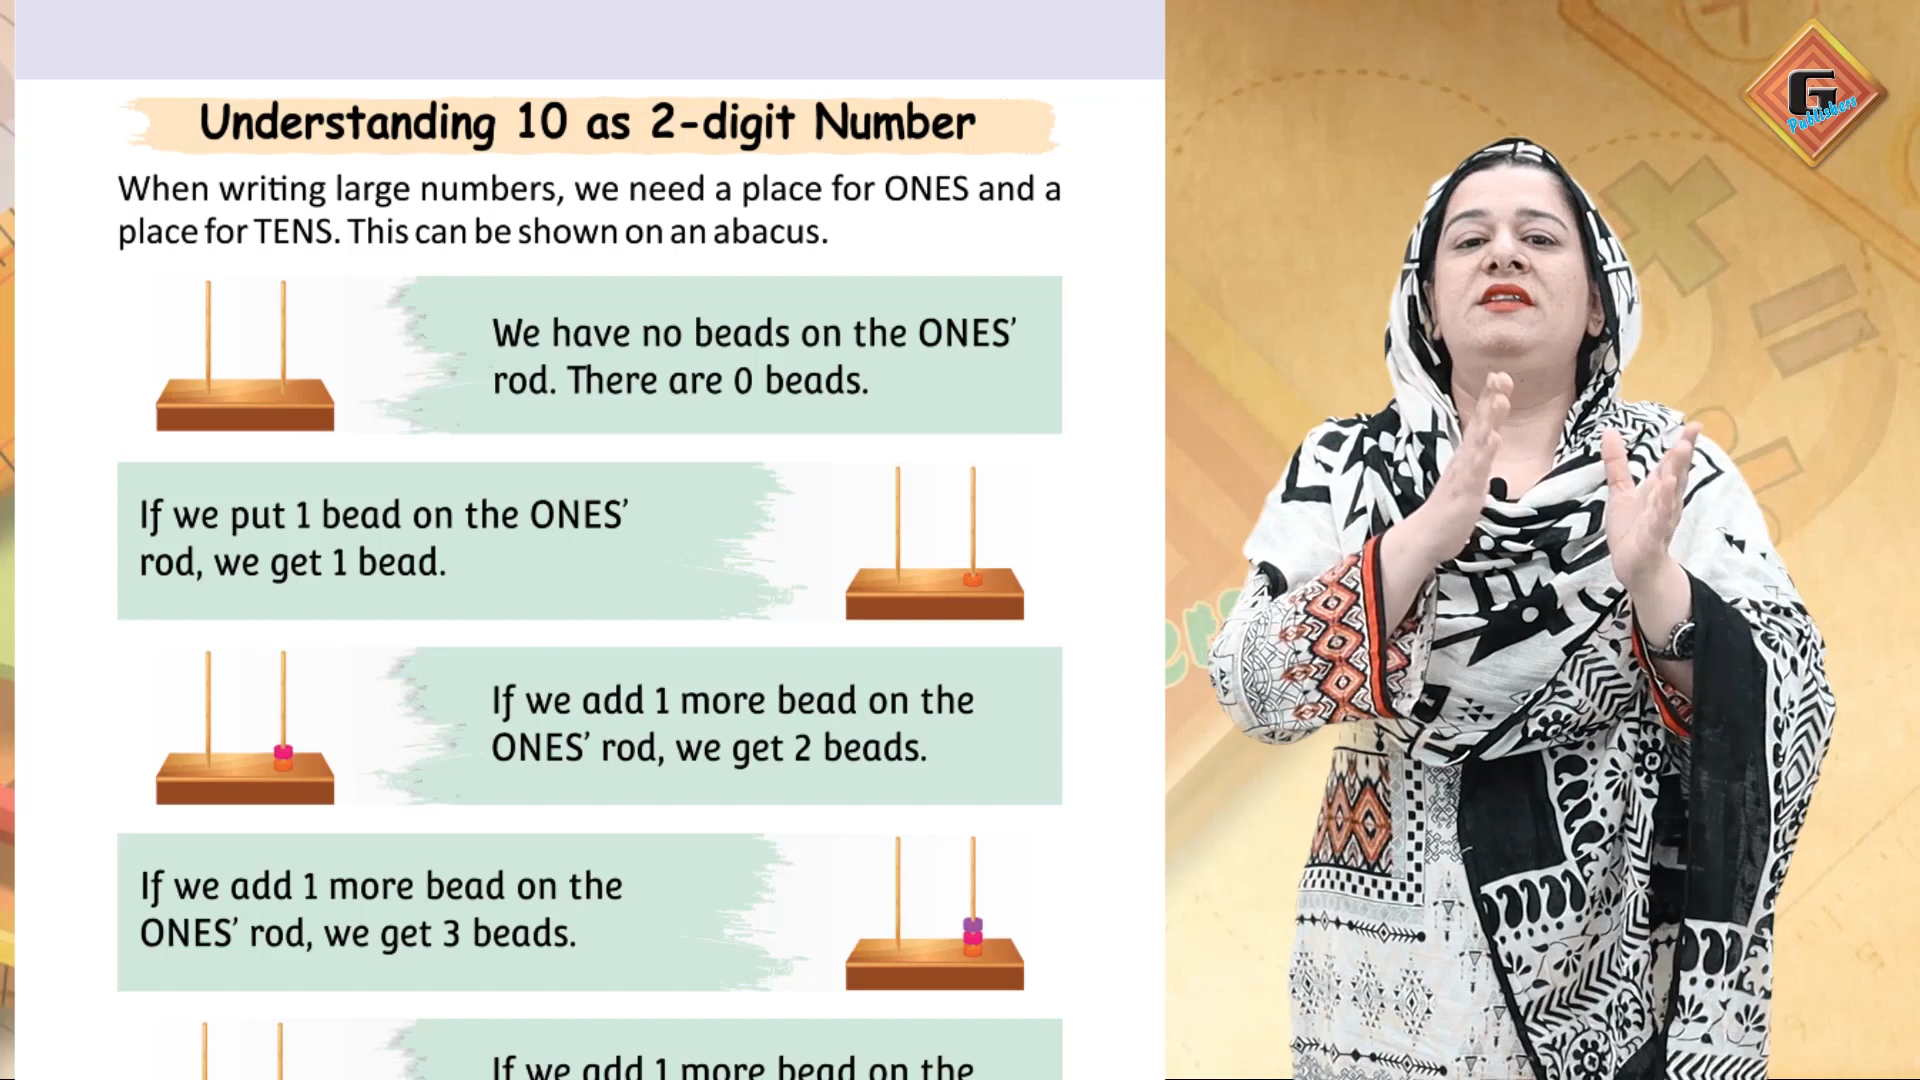 Understanding 10 as 2-digit Number
When writing large numbers, we need a place for ONES and a
place for TENS. This can be shown on an abacus.
We have no beads on the ONES’
rod. There are 0 beads.
If we put 1 bead on the ONES’
rod, we get 1 bead.
If we add 1 more bead on the
ONES’ rod, we get 2 beads.
If we add 1 more bead on the
ONES’ rod, we get 3 beads.
If we add 1 more bead on the
G
Publishers